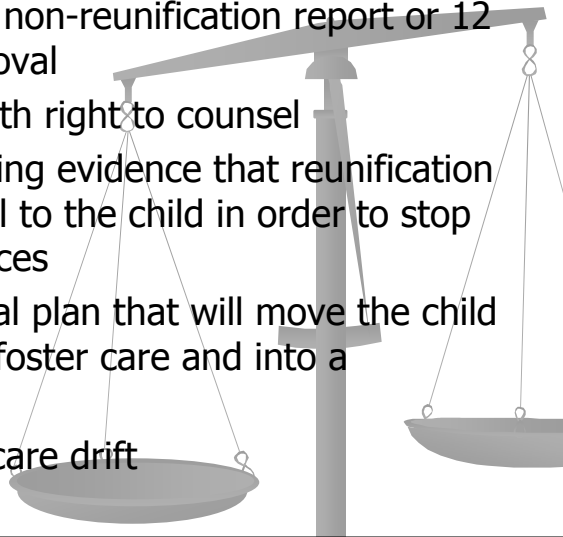 non-reunification report or 12
oval
th right to counsel
ing evidence that reunification
l to the child in order to stop
ces
al plan that will move the child
foster care and into a
care drift